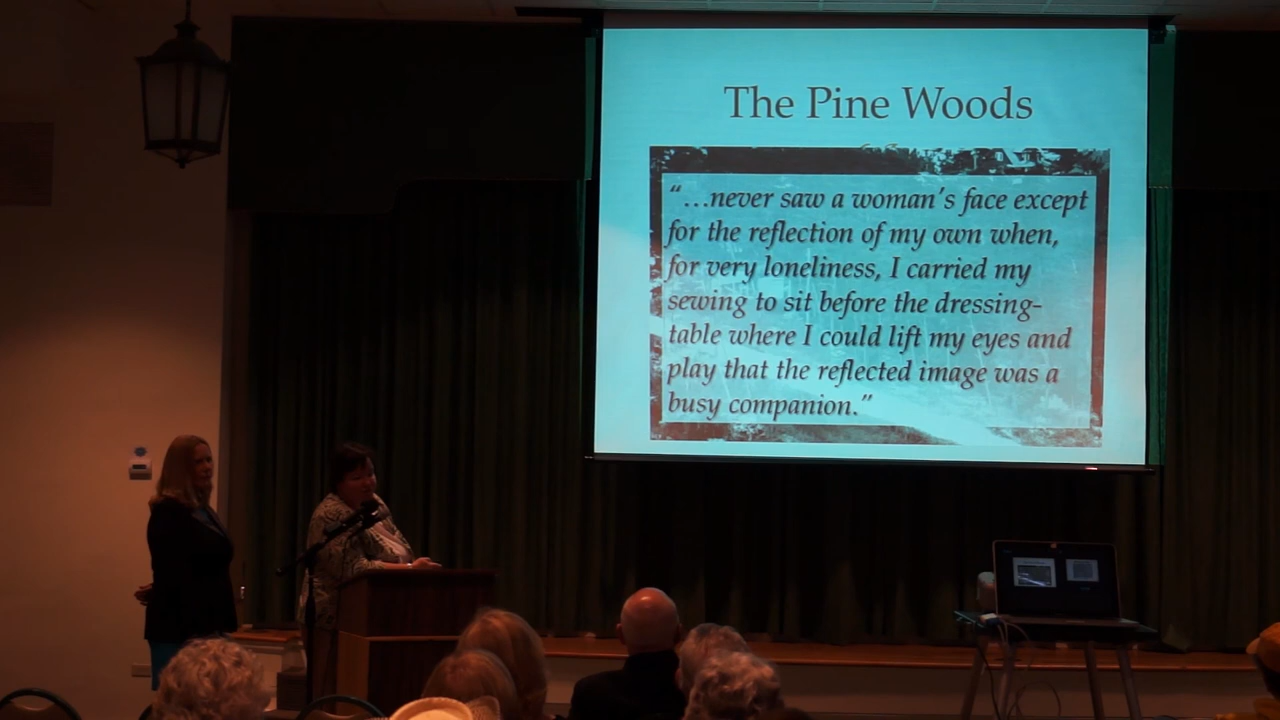 The Pine Woods
“…never saw a woman’s face except
for the reflection of my own when,
for very loneliness, I carried my
sewing to sit before the dressing-
table where I could lift my eyes and
play that the reflected image was a
busy companion.”